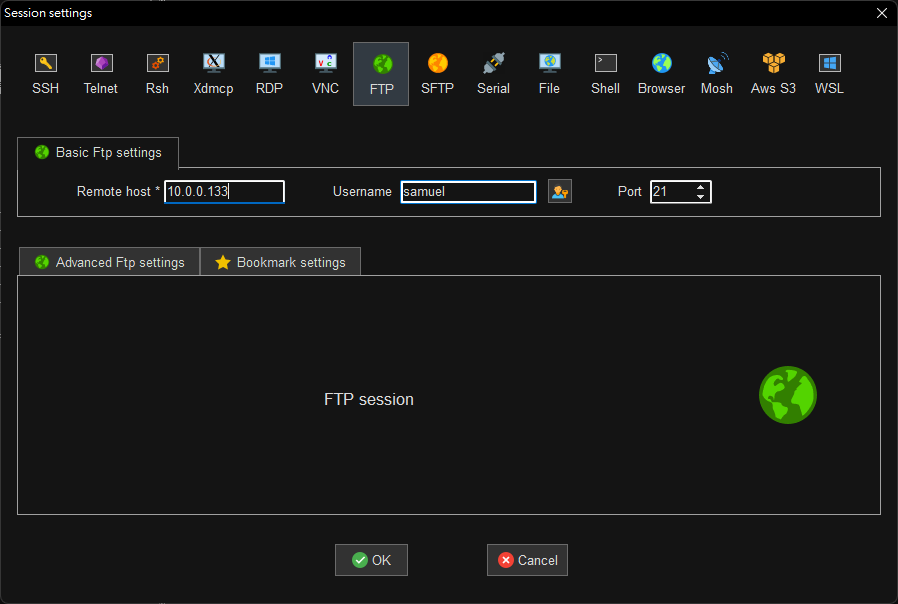 Session settings
SSH Telnet Rsh Xdmcp RDP VNC FTP SFTP Serial File Shell Browser Mosh Aws S3 WSL
Basic Ftp settings
Remote host * 10.0.0.133 Username samuel Port 21
Advanced Ftp settings Bookmark settings
FTP session
OK Cancel